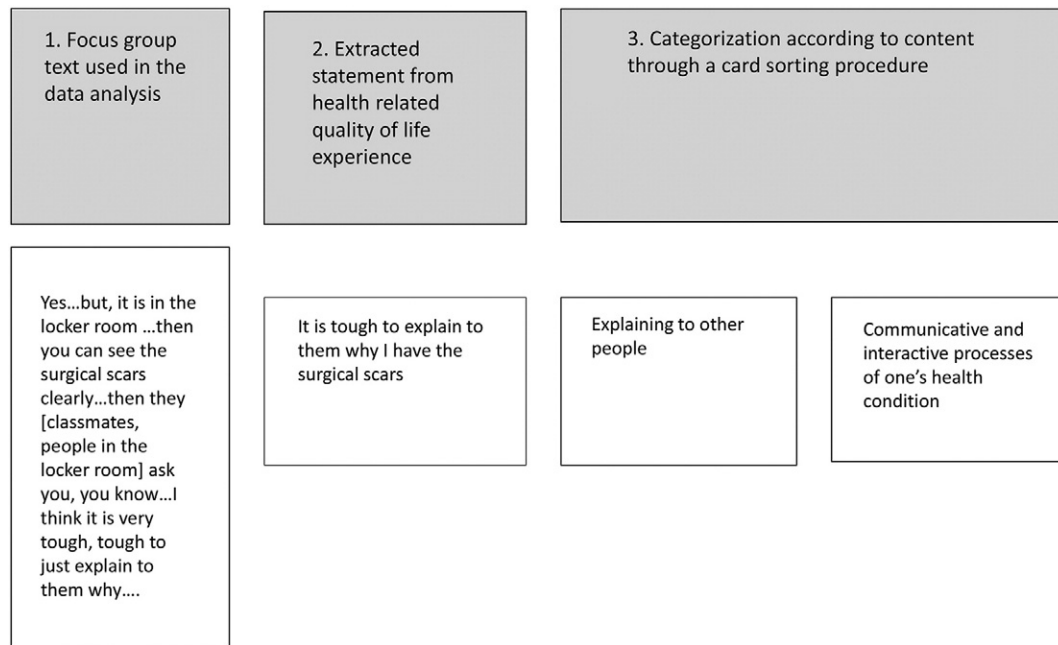 1. Focus group
text used in the
data analysis
2. Extracted
statement from
health related
quality of life
experience
3. Categorization according to content
through a card sorting procedure
Yes...but, it is in the
locker room ...then
you can see the
surgical scars
clearly...then they
[classmates,
people in the
locker room] ask
you, you know...I
think it is very
tough, tough to
just explain to
them why....
It is tough to explain to
them why I have the
surgical scars
Explaining to other
people
Communicative and
interactive processes
of one’s health
condition